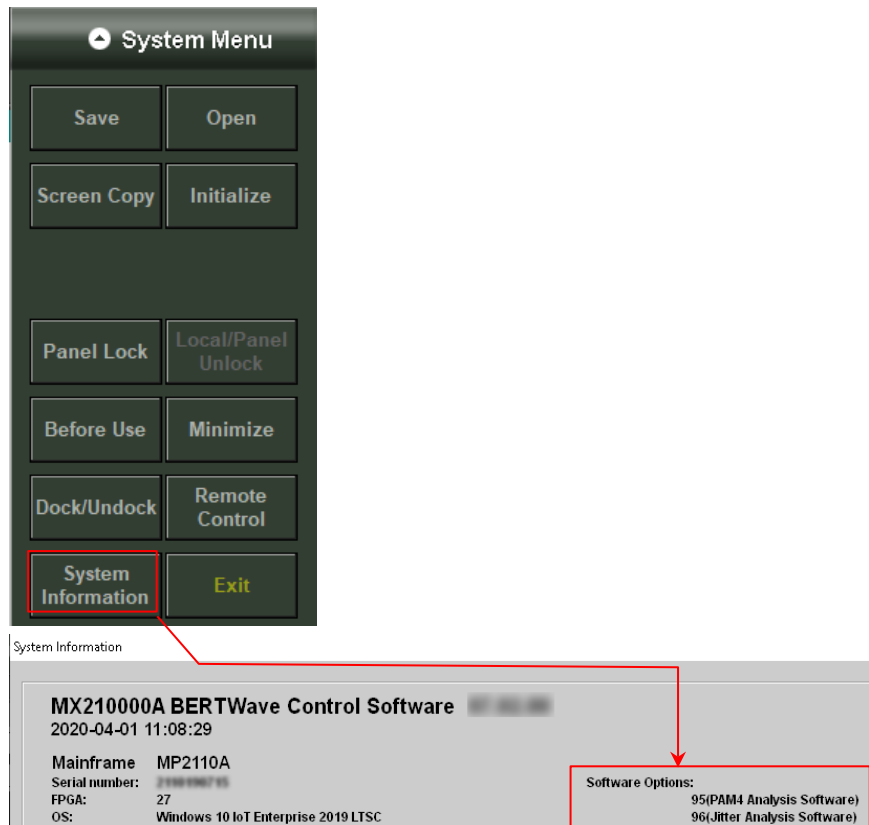 System Menu
Save Open
Screen Copy Initialize
Panel Lock Local/Panel Unlock
Before Use Minimize
Dock/Undock Remote Control
System Information Exit
System Information
MX210000A BERTWave Control Software
2020-04-01 11:08:29
Mainframe MP2110A
Serial number: Software Options:
FPGA: 27 95(PAM4 Analysis Software)
OS: Windows 10 IoT Enterprise 2019 LTSC 96(Jitter Analysis Software)